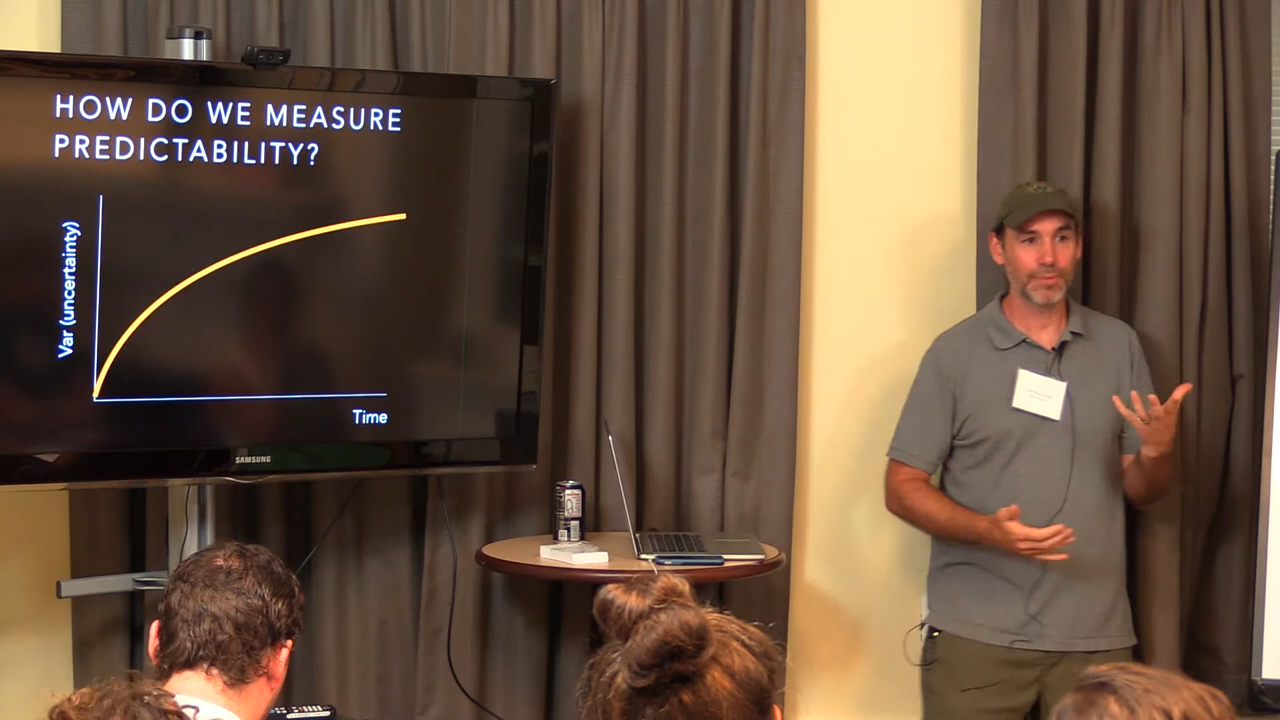 HOW DO WE MEASURE
PREDICTABILITY?
Var (uncertainty)
Time
SAMSUNG